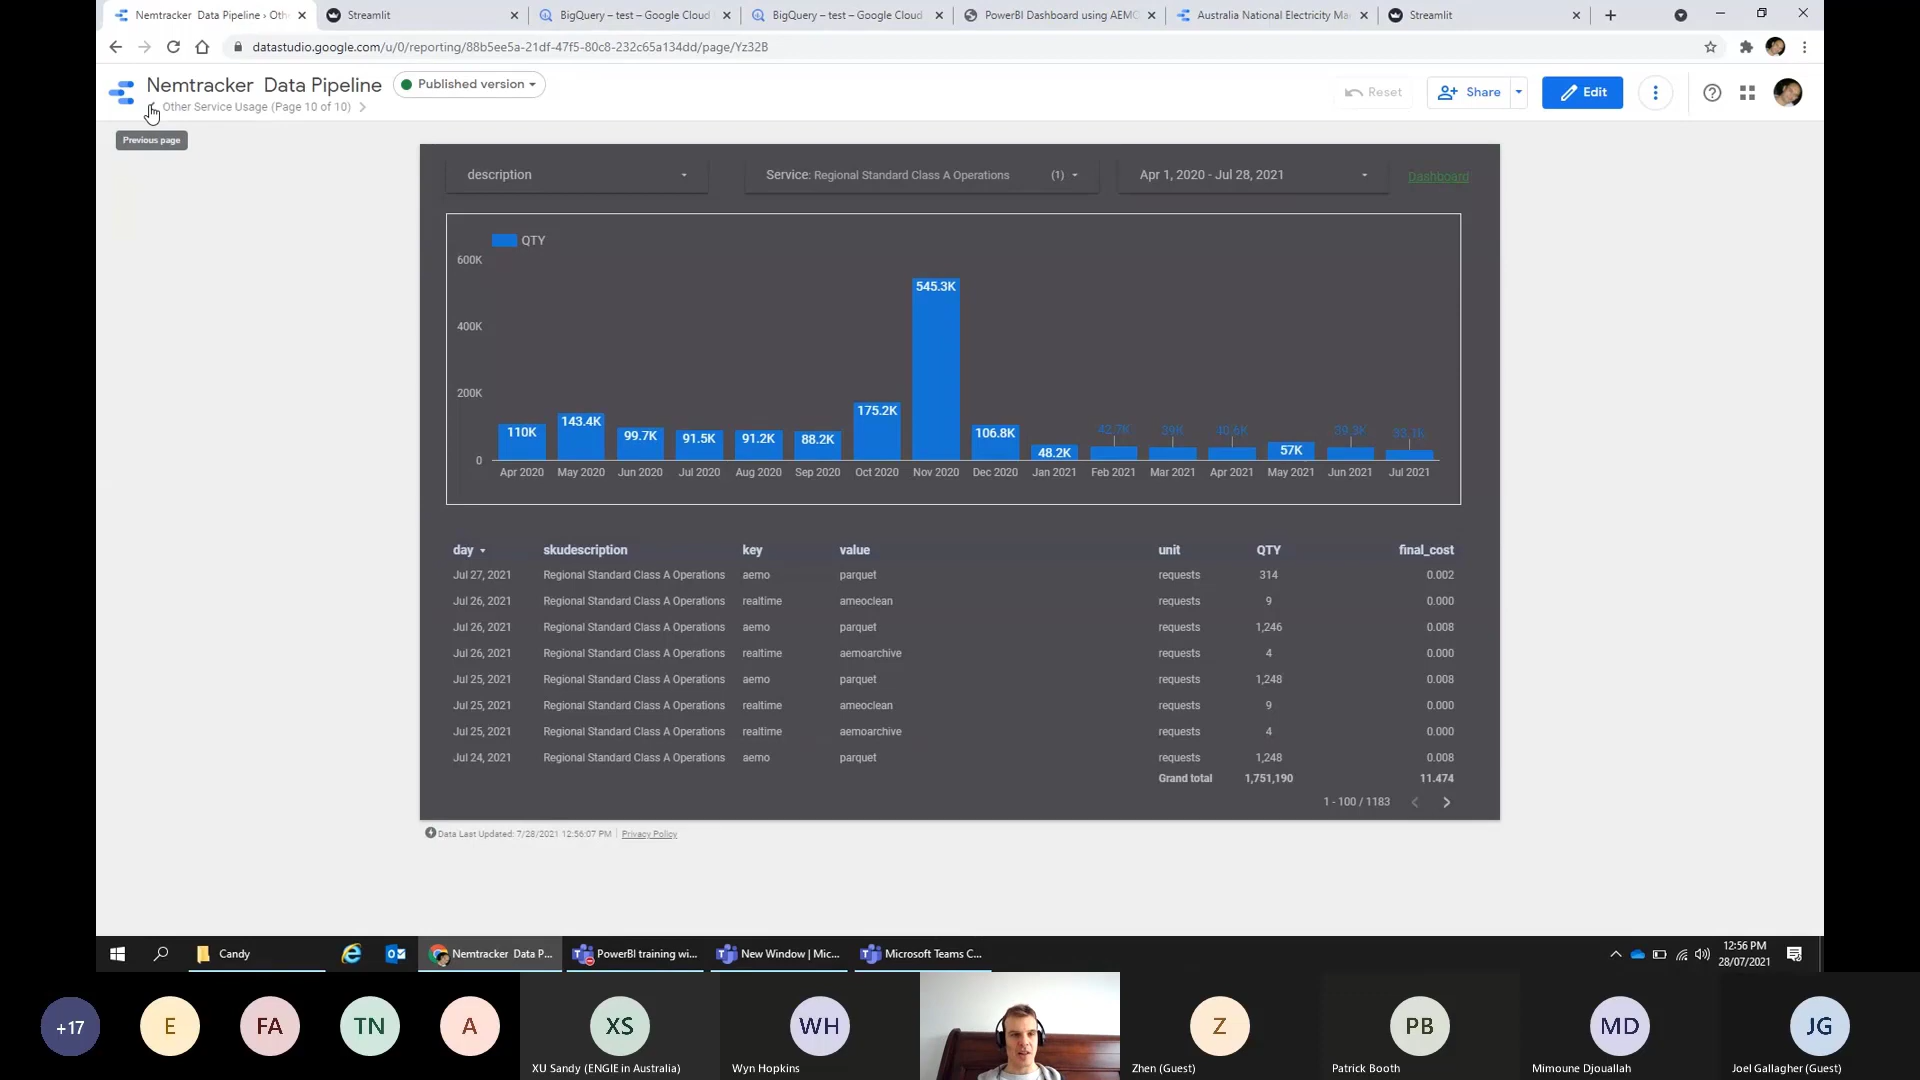 Nemtracker Data Pipeline › Oth
Streamlit
BigQuery – test – Google Cloud
BigQuery – test – Google Cloud
PowerBI Dashboard using AEMO
Australia National Electricity Ma
Streamlit
datastudio.google.com/u/0/reporting/88b5ee5a-21df-47f5-80c8-232c65a134dd/page/Yz32B
Nemtracker Data Pipeline
Published version
Other Service Usage (Page 10 of 10)
Reset
Share
Edit
Previous page
description
Service: Regional Standard Class A Operations (1)
Apr 1, 2020 - Jul 28, 2021
Dashboard
QTY
600K
400K
200K
0
110K
143.4K
99.7K
91.5K
91.2K
88.2K
175.2K
545.3K
106.8K
48.2K
42.7K
39K
40.6K
57K
39.3K
33.1K
Apr 2020
May 2020
Jun 2020
Jul 2020
Aug 2020
Sep 2020
Oct 2020
Nov 2020
Dec 2020
Jan 2021
Feb 2021
Mar 2021
Apr 2021
May 2021
Jun 2021
Jul 2021
day skudescription key value unit QTY final_cost
Jul 27, 2021 Regional Standard Class A Operations aemo parquet requests 314 0.002
Jul 26, 2021 Regional Standard Class A Operations realtime ameoclean requests 9 0.000
Jul 26, 2021 Regional Standard Class A Operations aemo parquet requests 1,246 0.008
Jul 26, 2021 Regional Standard Class A Operations realtime aemoarchive requests 4 0.000
Jul 25, 2021 Regional Standard Class A Operations aemo parquet requests 1,248 0.008
Jul 25, 2021 Regional Standard Class A Operations realtime ameoclean requests 9 0.000
Jul 25, 2021 Regional Standard Class A Operations realtime aemoarchive requests 4 0.000
Jul 24, 2021 Regional Standard Class A Operations aemo parquet requests 1,248 0.008
Grand total 1,751,190 11.474
1 - 100 / 1183
Data Last Updated: 7/28/2021 12:56:07 PM
Privacy Policy
Candy
Nemtracker Data P...
PowerBI training wi...
New Window | Mic...
Microsoft Teams C...
12:56 PM
28/07/2021
+17
E
FA
TN
A
XS
WH
Z
PB
MD
JG
XU Sandy (ENGIE in Australia)
Wyn Hopkins
Zhen (Guest)
Patrick Booth
Mimoune Djouallah
Joel Gallagher (Guest)